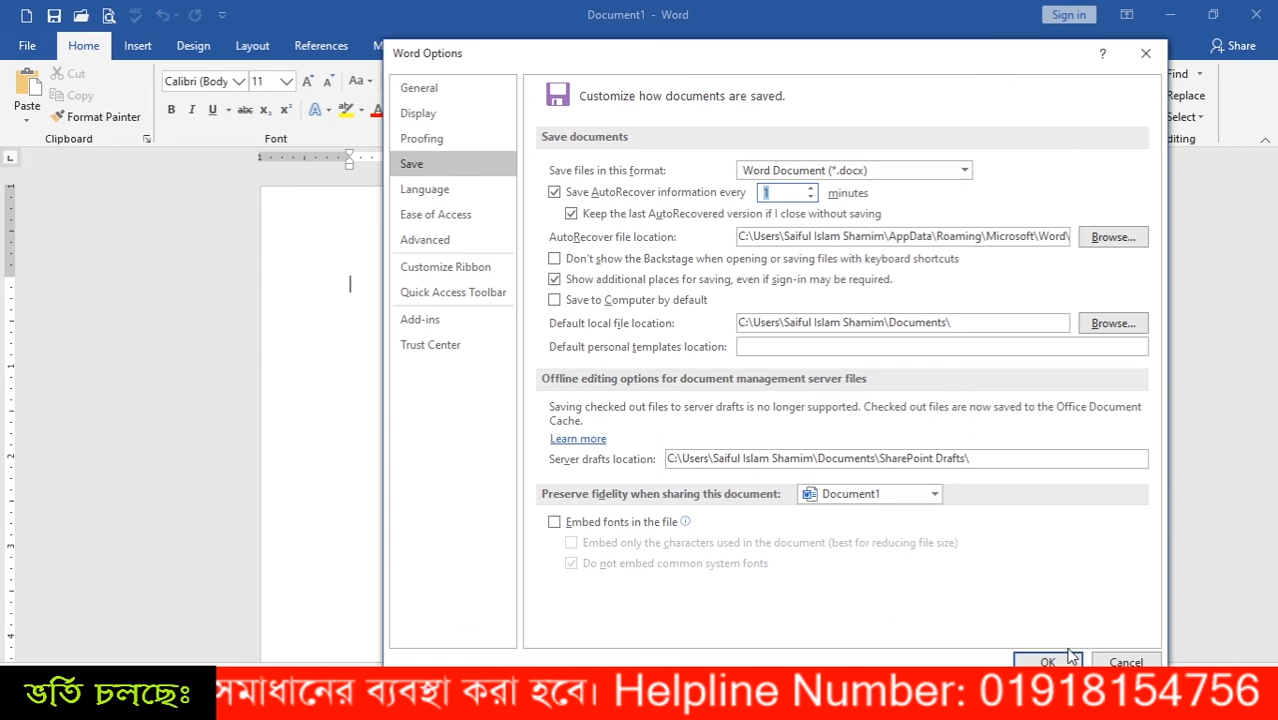 Document1 - Word
Sign in
File
Home
Insert
Design
Layout
References
M
Share
Paste
Cut
Copy
Format Painter
Clipboard
Calibri (Body
11
Aa
B I U abc x₂ x² A
Font
Find
Replace
Select
Editing
Word Options
?
General
Display
Proofing
Save
Language
Ease of Access
Advanced
Customize Ribbon
Quick Access Toolbar
Add-ins
Trust Center
Customize how documents are saved.
Save documents
Save files in this format: Word Document (*.docx)
Save AutoRecover information every 1 minutes
Keep the last AutoRecovered version if I close without saving
AutoRecover file location: C:\Users\Saiful Islam Shamim\AppData\Roaming\Microsoft\Word\ Browse...
Don't show the Backstage when opening or saving files with keyboard shortcuts
Show additional places for saving, even if sign-in may be required.
Save to Computer by default
Default local file location: C:\Users\Saiful Islam Shamim\Documents\ Browse...
Default personal templates location:
Offline editing options for document management server files
Saving checked out files to server drafts is no longer supported. Checked out files are now saved to the Office Document
Cache.
Learn more
Server drafts location: C:\Users\Saiful Islam Shamim\Documents\SharePoint Drafts\
Preserve fidelity when sharing this document: Document1
Embed fonts in the file
Embed only the characters used in the document (best for reducing file size)
Do not embed common system fonts
OK
Cancel
ভর্তি চলছেঃ সমাধানের ব্যবস্থা করা হবে। Helpline Number: 01918154756